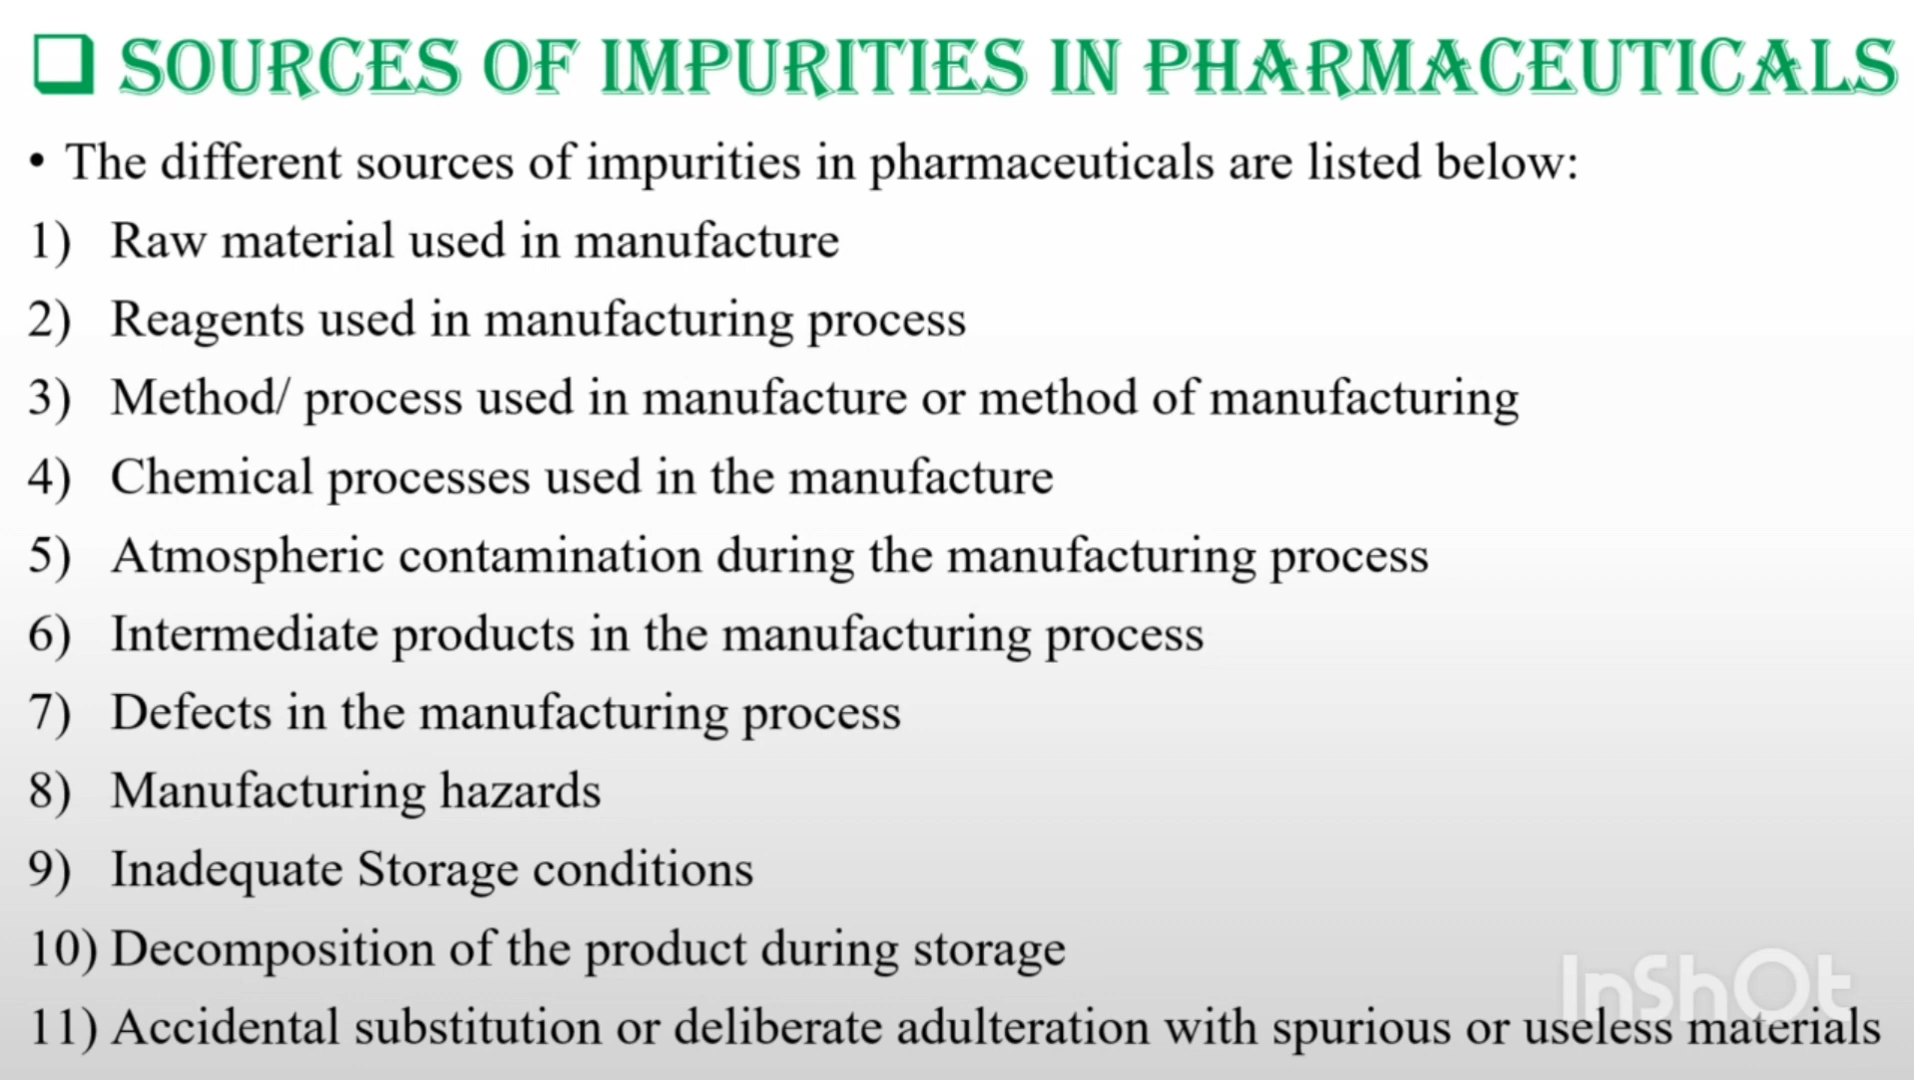 ❑ SOURCES OF IMPURITIES IN PHARMACEUTICALS
• The different sources of impurities in pharmaceuticals are listed below:
1) Raw material used in manufacture
2) Reagents used in manufacturing process
3) Method/ process used in manufacture or method of manufacturing
4) Chemical processes used in the manufacture
5) Atmospheric contamination during the manufacturing process
6) Intermediate products in the manufacturing process
7) Defects in the manufacturing process
8) Manufacturing hazards
9) Inadequate Storage conditions
10) Decomposition of the product during storage
InShOt
11) Accidental substitution or deliberate adulteration with spurious or useless materials